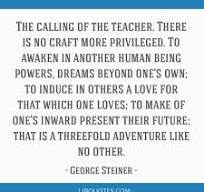 The calling of the teacher. There
is no craft more privileged. To
awaken in another human being
powers, dreams beyond one's own;
to induce in others a love for
that which one loves; to make of
one's inward present their future;
that is a threefold adventure like
no other.
- George Steiner -
LIBQUOTES.COM